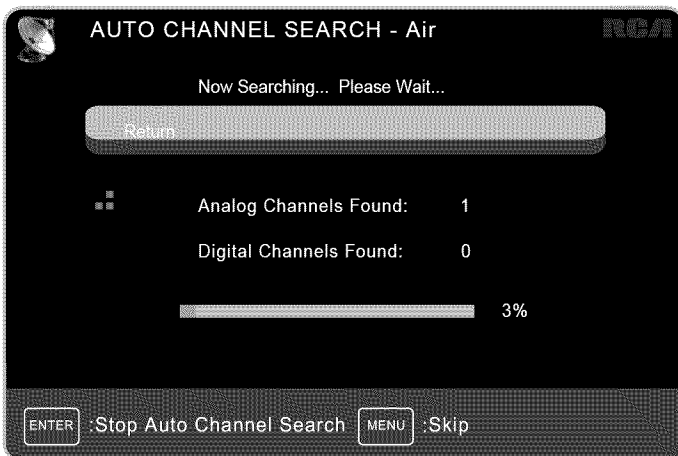 AUTO CHANNEL SEARCH - Air RCA
Now Searching... Please Wait...
Return
Analog Channels Found: 1
Digital Channels Found: 0
3%
ENTER :Stop Auto Channel Search MENU :Skip